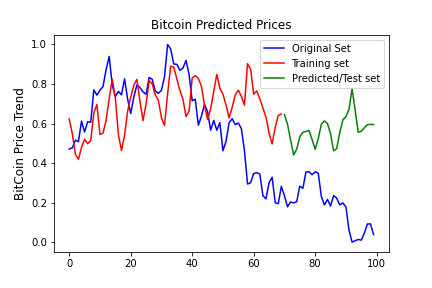 Bitcoin Predicted Prices
Bitcoin Price Trend
1.0
0.8
0.6
0.4
0.2
0.0
0
20
40
60
80
100
Original Set
Training set
Predicted/Test set